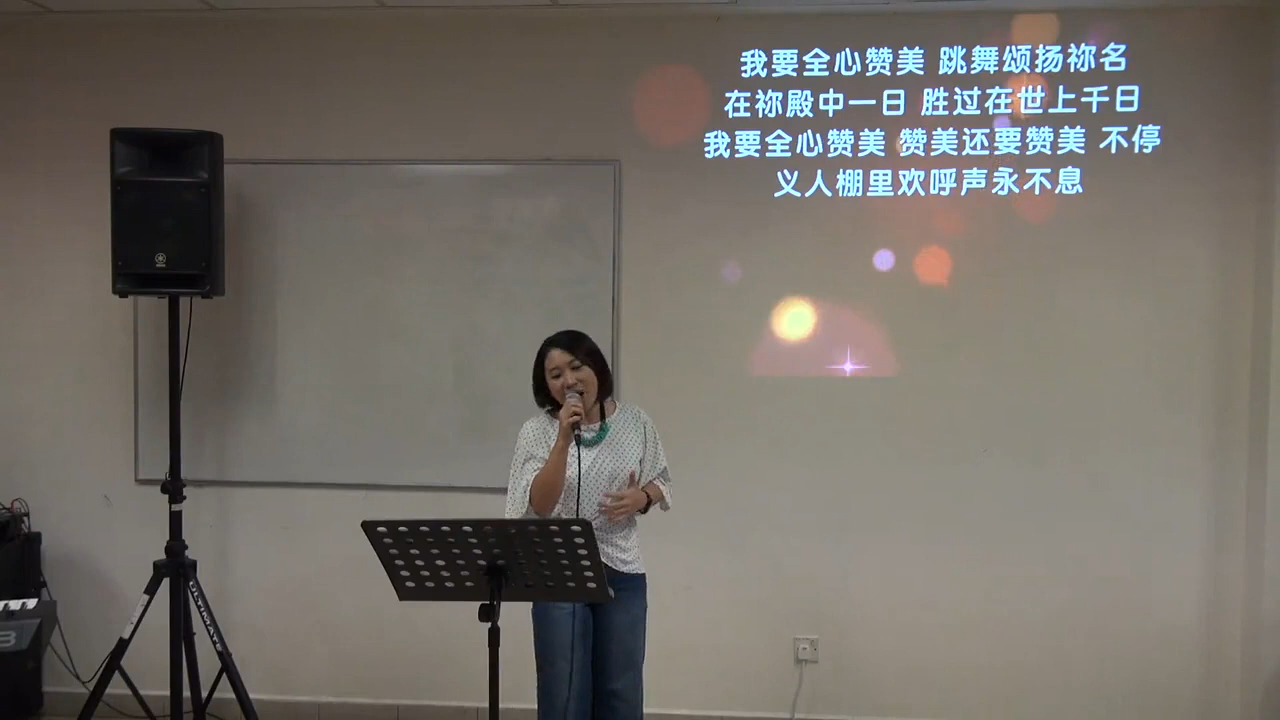 我要全心赞美 跳舞颂扬祢名
在祢殿中一日 胜过在世上千日
我要全心赞美 赞美还要赞美 不停
义人棚里欢呼声永不息
ULTIMATE